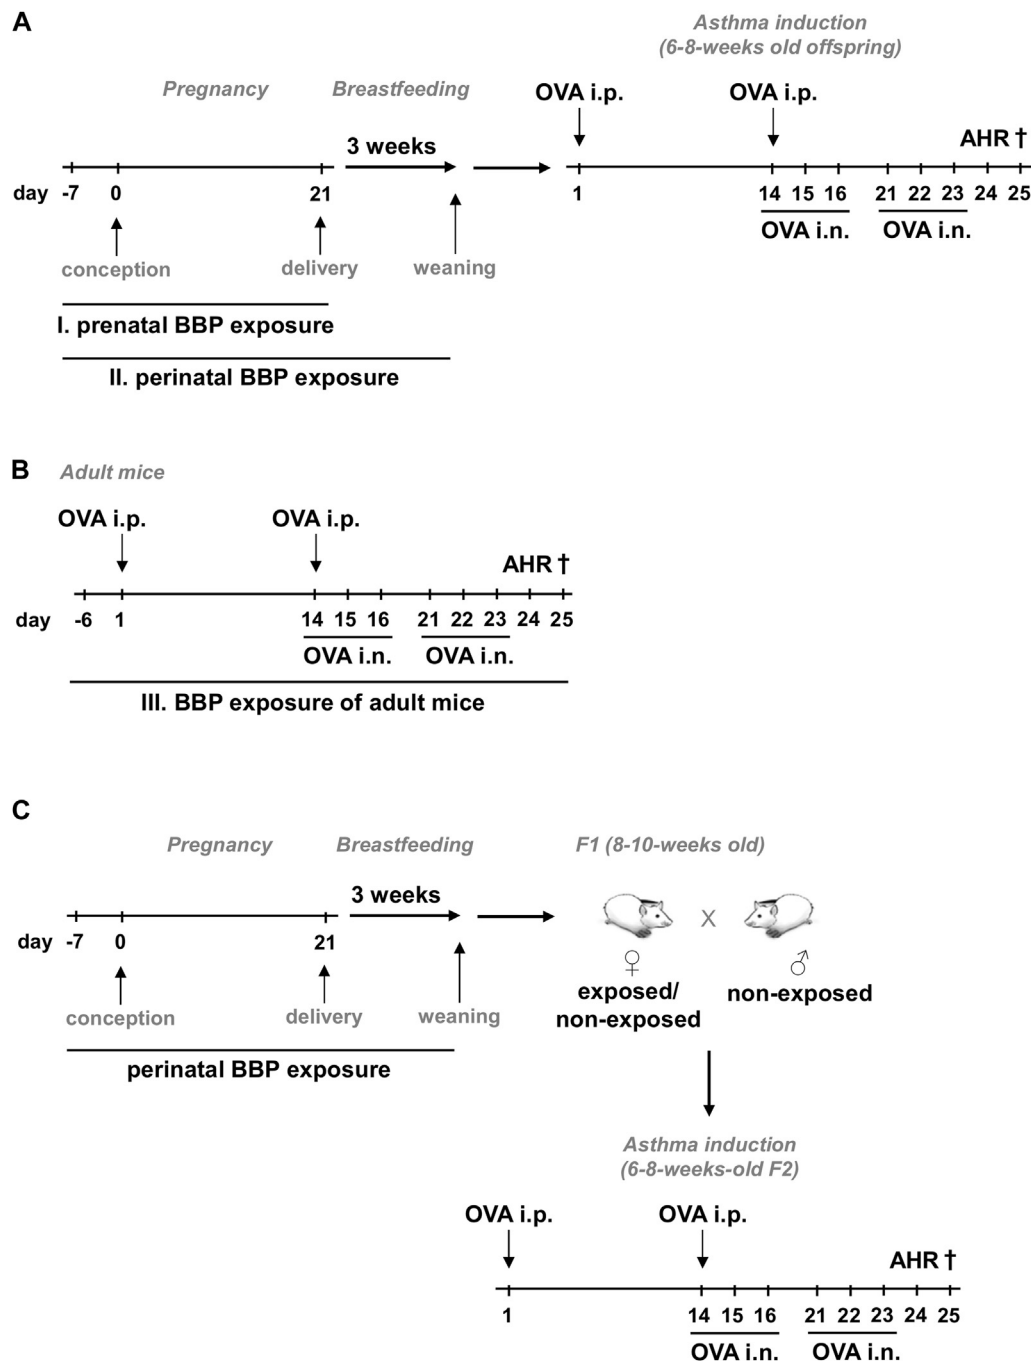 A
Asthma induction
(6-8-weeks old offspring)
Pregnancy Breastfeeding
OVA i.p. OVA i.p.
3 weeks
AHR †
day -7 0 21 1 14 15 16 21 22 23 24 25
OVA i.n. OVA i.n.
conception delivery weaning
I. prenatal BBP exposure
II. perinatal BBP exposure
B
Adult mice
OVA i.p. OVA i.p.
AHR †
day -6 1 14 15 16 21 22 23 24 25
OVA i.n. OVA i.n.
III. BBP exposure of adult mice
C
Pregnancy Breastfeeding F1 (8-10-weeks old)
3 weeks
X
day -7 0 21
♀ ♂
exposed/ non-exposed
non-exposed
conception delivery weaning
perinatal BBP exposure
Asthma induction
(6-8-weeks-old F2)
OVA i.p. OVA i.p.
AHR †
1 14 15 16 21 22 23 24 25
OVA i.n. OVA i.n.